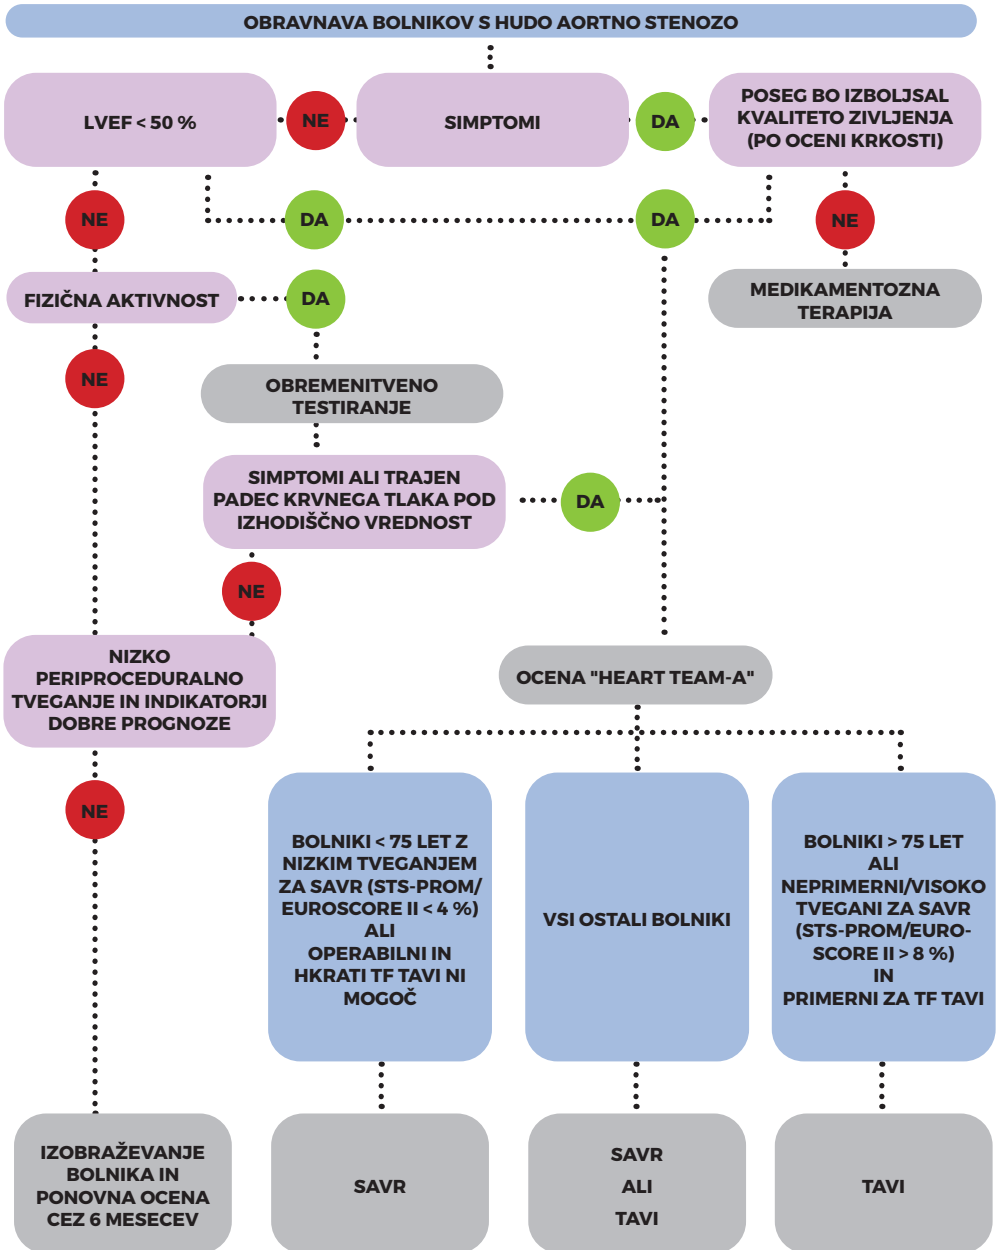 OBRAVNAVA BOLNIKOV S HUDO AORTNO STENOZO
LVEF < 50 %
NE
SIMPTOMI
DA
POSEG BO IZBOLJSAL
KVALITETO ZIVLJENJA
(PO OCENI KRKOSTI)
NE
DA
DA
NE
FIZIČNA AKTIVNOST
DA
MEDIKAMENTOZNA
TERAPIJA
NE
OBREMENITVENO
TESTIRANJE
SIMPTOMI ALI TRAJEN
PADEC KRVNEGA TLAKA POD
IZHODIŠČNO VREDNOST
DA
NE
NIZKO
PERIPROCEDURALNO
TVEGANJE IN INDIKATORJI
DOBRE PROGNOZE
OCENA "HEART TEAM-A"
NE
BOLNIKI < 75 LET Z
NIZKIM TVEGANJEM
ZA SAVR (STS-PROM/
EUROSCORE II < 4 %)
ALI
OPERABILNI IN
HKRATI TF TAVI NI
MOGOČ
VSI OSTALI BOLNIKI
BOLNIKI > 75 LET
ALI
NEPRIMERNI/VISOKO
TVEGANI ZA SAVR
(STS-PROM/EURO-
SCORE II > 8 %)
IN
PRIMERNI ZA TF TAVI
IZOBRAŽEVANJE
BOLNIKA IN
PONOVNA OCENA
CEZ 6 MESECEV
SAVR
SAVR
ALI
TAVI
TAVI